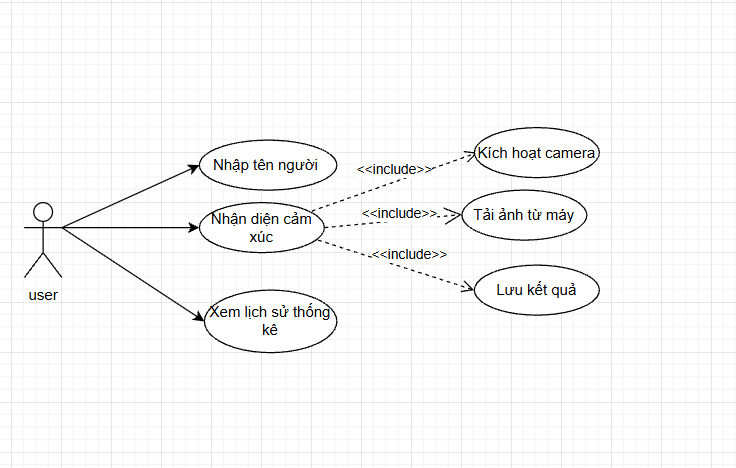 Nhập tên người
Nhận diện cảm
xúc
Xem lịch sử thống
kê
user
<<include>>
<<include>>
<<include>>
Kích hoạt camera
Tải ảnh từ máy
Lưu kết quả